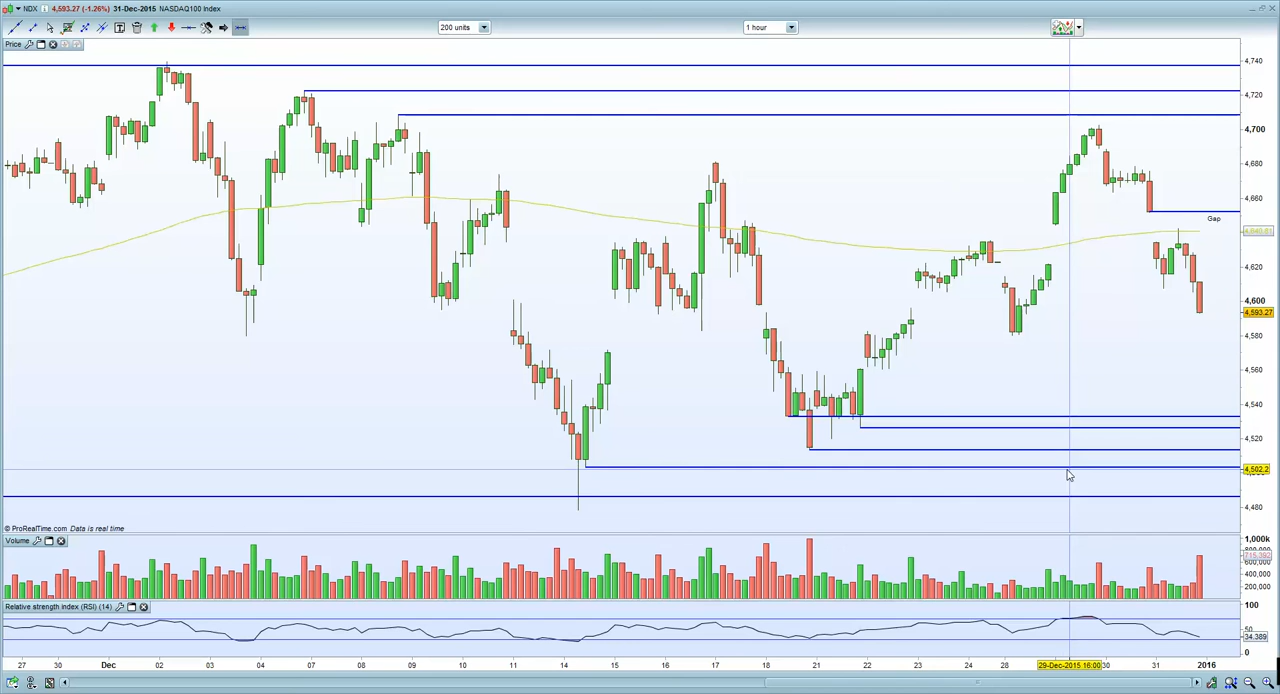 NDX 4,593.27 (-1.26%) 31-Dec-2015 NASDAQ100 Index
200 units 1 hour
Price
4,740
4,720
4,700
4,680
4,660
Gap
4,620
4,600
4,593.27
4,580
4,560
4,540
4,520
4,502.2
4,480
© ProRealTime.com Data is real time
Volume
1,000k
715,392
600,000
400,000
200,000
Relative strength index (RSI) (14)
100
50
34.389
0
27 30 Dec 02 03 04 07 08 09 10 11 14 15 16 17 18 21 22 23 24 28 29-Dec-2015 16:00 30 31 2016